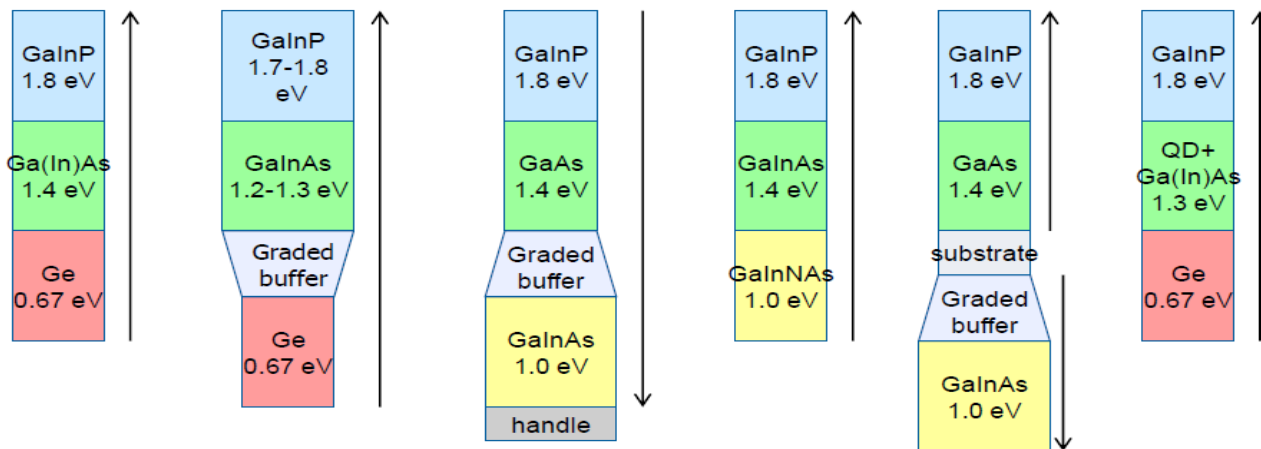 GaInP
1.8 eV
Ga(In)As
1.4 eV
Ge
0.67 eV
GaInP
1.7-1.8
eV
GaInAs
1.2-1.3 eV
Graded
buffer
Ge
0.67 eV
GaInP
1.8 eV
GaAs
1.4 eV
Graded
buffer
GaInAs
1.0 eV
handle
GaInP
1.8 eV
GaInAs
1.4 eV
GaInNAs
1.0 eV
GaInP
1.8 eV
GaAs
1.4 eV
substrate
Graded
buffer
GaInAs
1.0 eV
GaInP
1.8 eV
QD+
Ga(In)As
1.3 eV
Ge
0.67 eV